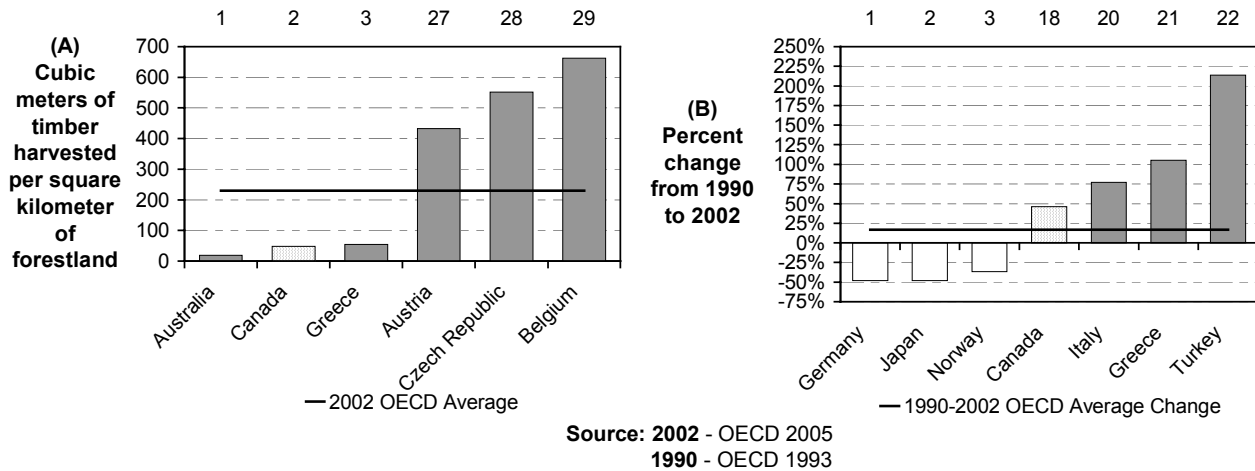 1 2 3 27 28 29
(A)
Cubic
meters of
timber
harvested
per square
kilometer
of
forestland
700
600
500
400
300
200
100
0
Australia
Canada
Greece
Austria
Czech Republic
Belgium
2002 OECD Average
1 2 3 18 20 21 22
(B)
Percent
change
from 1990
to 2002
250%
225%
200%
175%
150%
125%
100%
75%
50%
25%
0%
-25%
-50%
-75%
Germany
Japan
Norway
Canada
Italy
Greece
Turkey
1990-2002 OECD Average Change
Source: 2002 - OECD 2005
1990 - OECD 1993